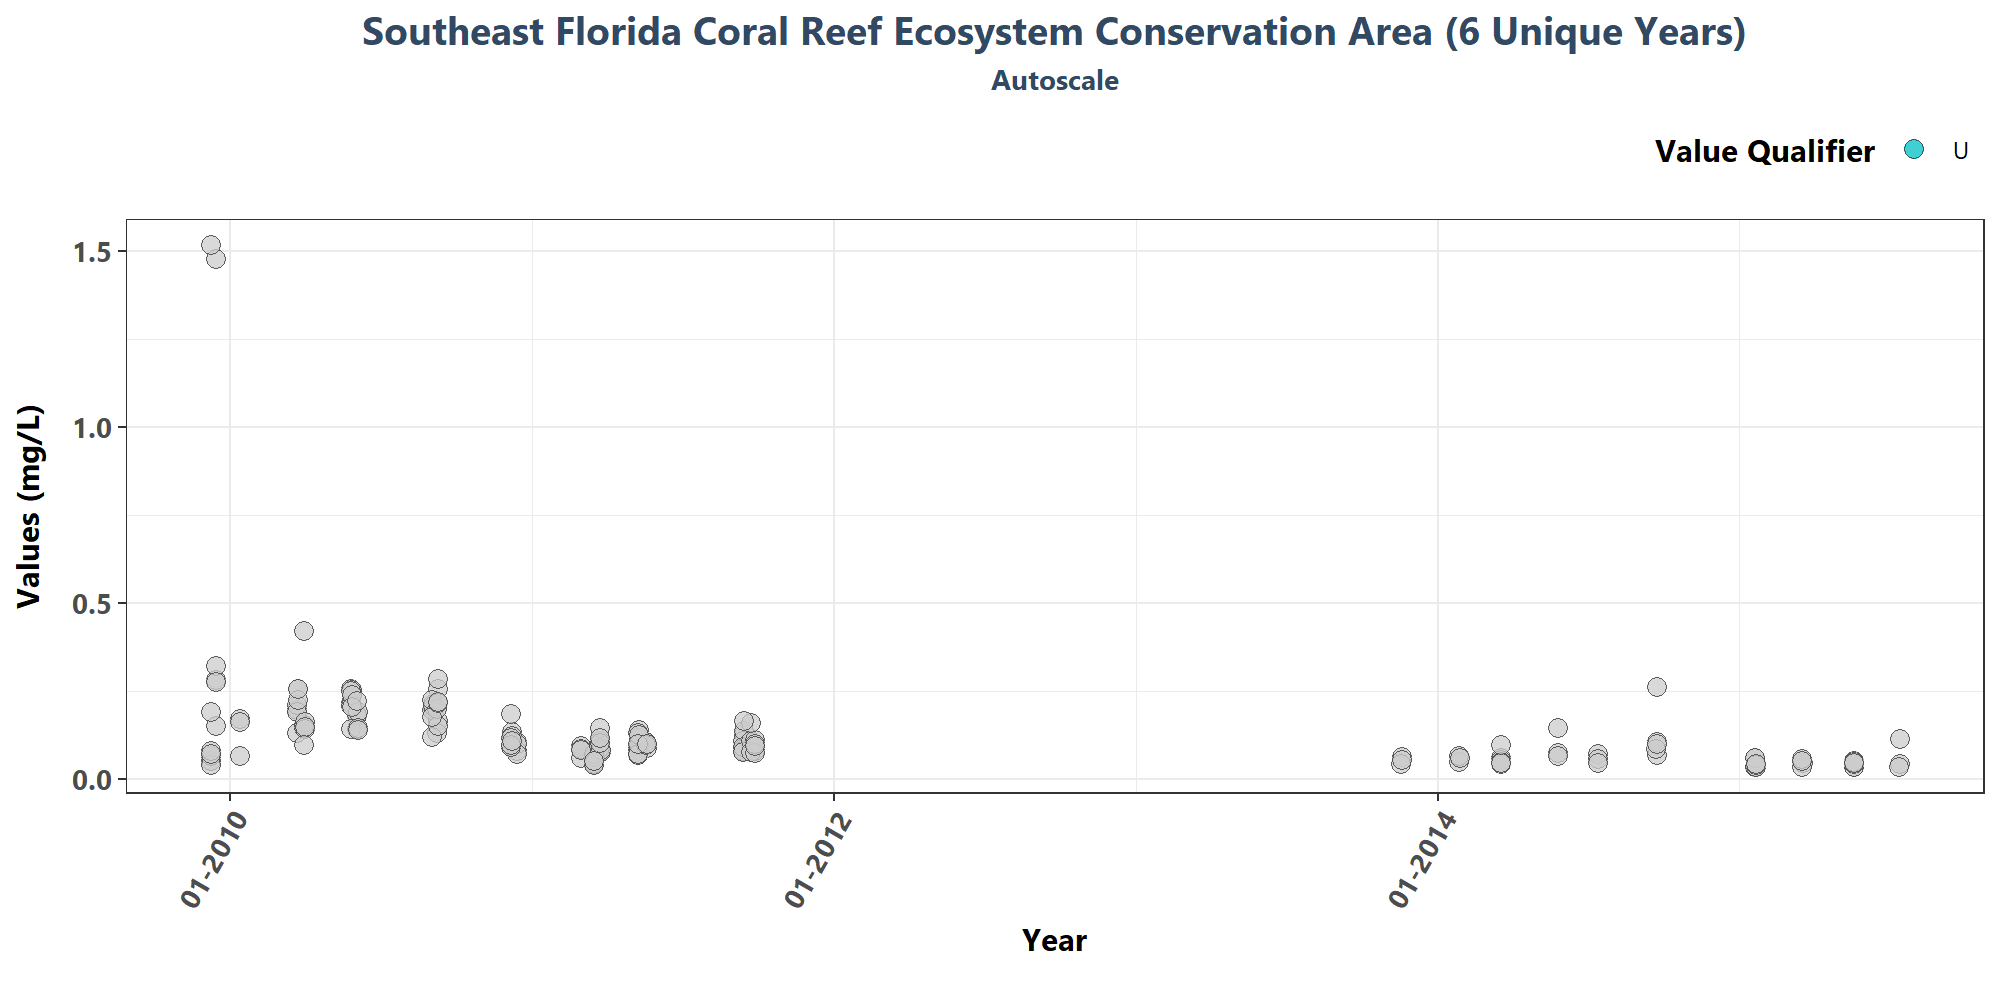 Southeast Florida Coral Reef Ecosystem Conservation Area (6 Unique Years)
Autoscale
Value Qualifier U
Values (mg/L)
1.5
1.0
0.5
0.0
01-2010 01-2012 01-2014
Year